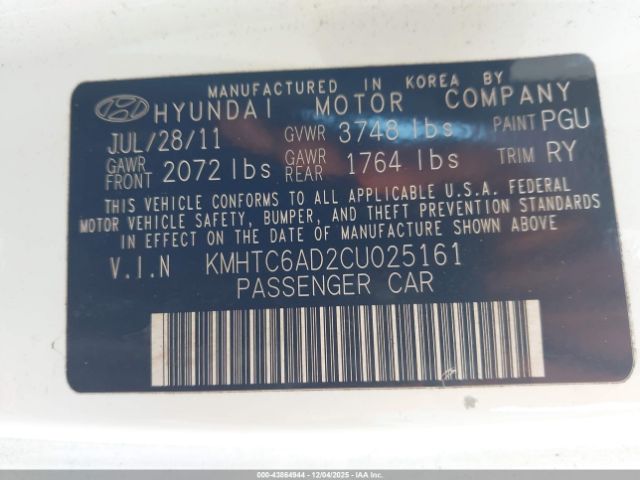 MANUFACTURED IN KOREA BY
HYUNDAI MOTOR COMPANY
JUL/28/11 GVWR 3748 lbs PAINT PGU
GAWR FRONT 2072 lbs GAWR REAR 1764 lbs TRIM RY
THIS VEHICLE CONFORMS TO ALL APPLICABLE U.S.A. FEDERAL
MOTOR VEHICLE SAFETY, BUMPER, AND THEFT PREVENTION STANDARDS
IN EFFECT ON THE DATE OF MANUFACTURE SHOWN ABOVE.
V.I.N KMHTC6AD2CU025161
PASSENGER CAR
000-43864944 | 12/04/2025 | IAAI.COM